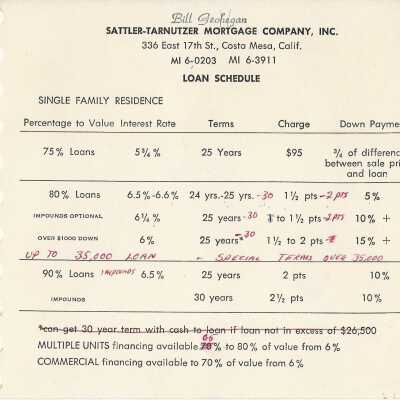 Bill Geohegan
SATTLER-TARNUTZER MORTGAGE COMPANY, INC.
336 East 17th St., Costa Mesa, Calif.
MI 6-0203 MI 6-3911
LOAN SCHEDULE
SINGLE FAMILY RESIDENCE
Percentage to Value Interest Rate Terms Charge Down Payme
75% Loans 5¾% 25 Years $95 ¾ of differenc
between sale pri
and loan
80% Loans 6.5%-6.6% 24 yrs.-25 yrs. -30 1½ pts -2 pts 5%
IMPOUNDS OPTIONAL 6¼% 25 years -30 1 to 1½ pts -2 pts 10% +
OVER $1000 DOWN 6% 25 years* -30 1½ to 2 pts 15% +
UP TO 35,000 LOAN - SPECIAL TERMS OVER 35,000
90% Loans IMPOUNDS 6.5% 25 years 2 pts 10%
IMPOUNDS 30 years 2½ pts 10%
*can get 30 year term with cash to loan if loan not in excess of $26,500
66
MULTIPLE UNITS financing available 70% to 80% of value from 6%
COMMERCIAL financing available to 70% of value from 6%